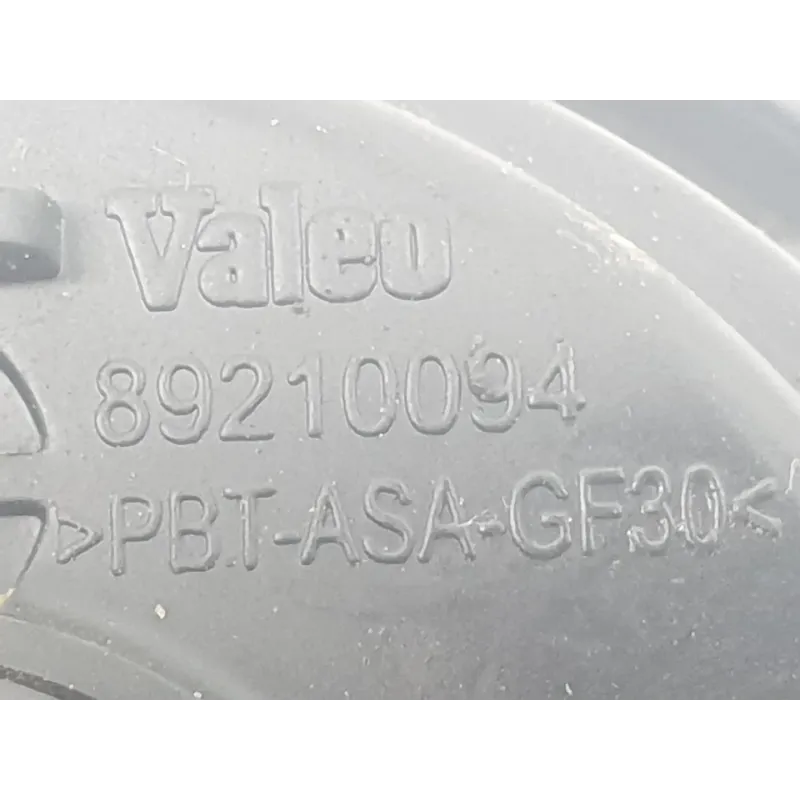 Valeo
89210094
>PBT-ASA-GF30<